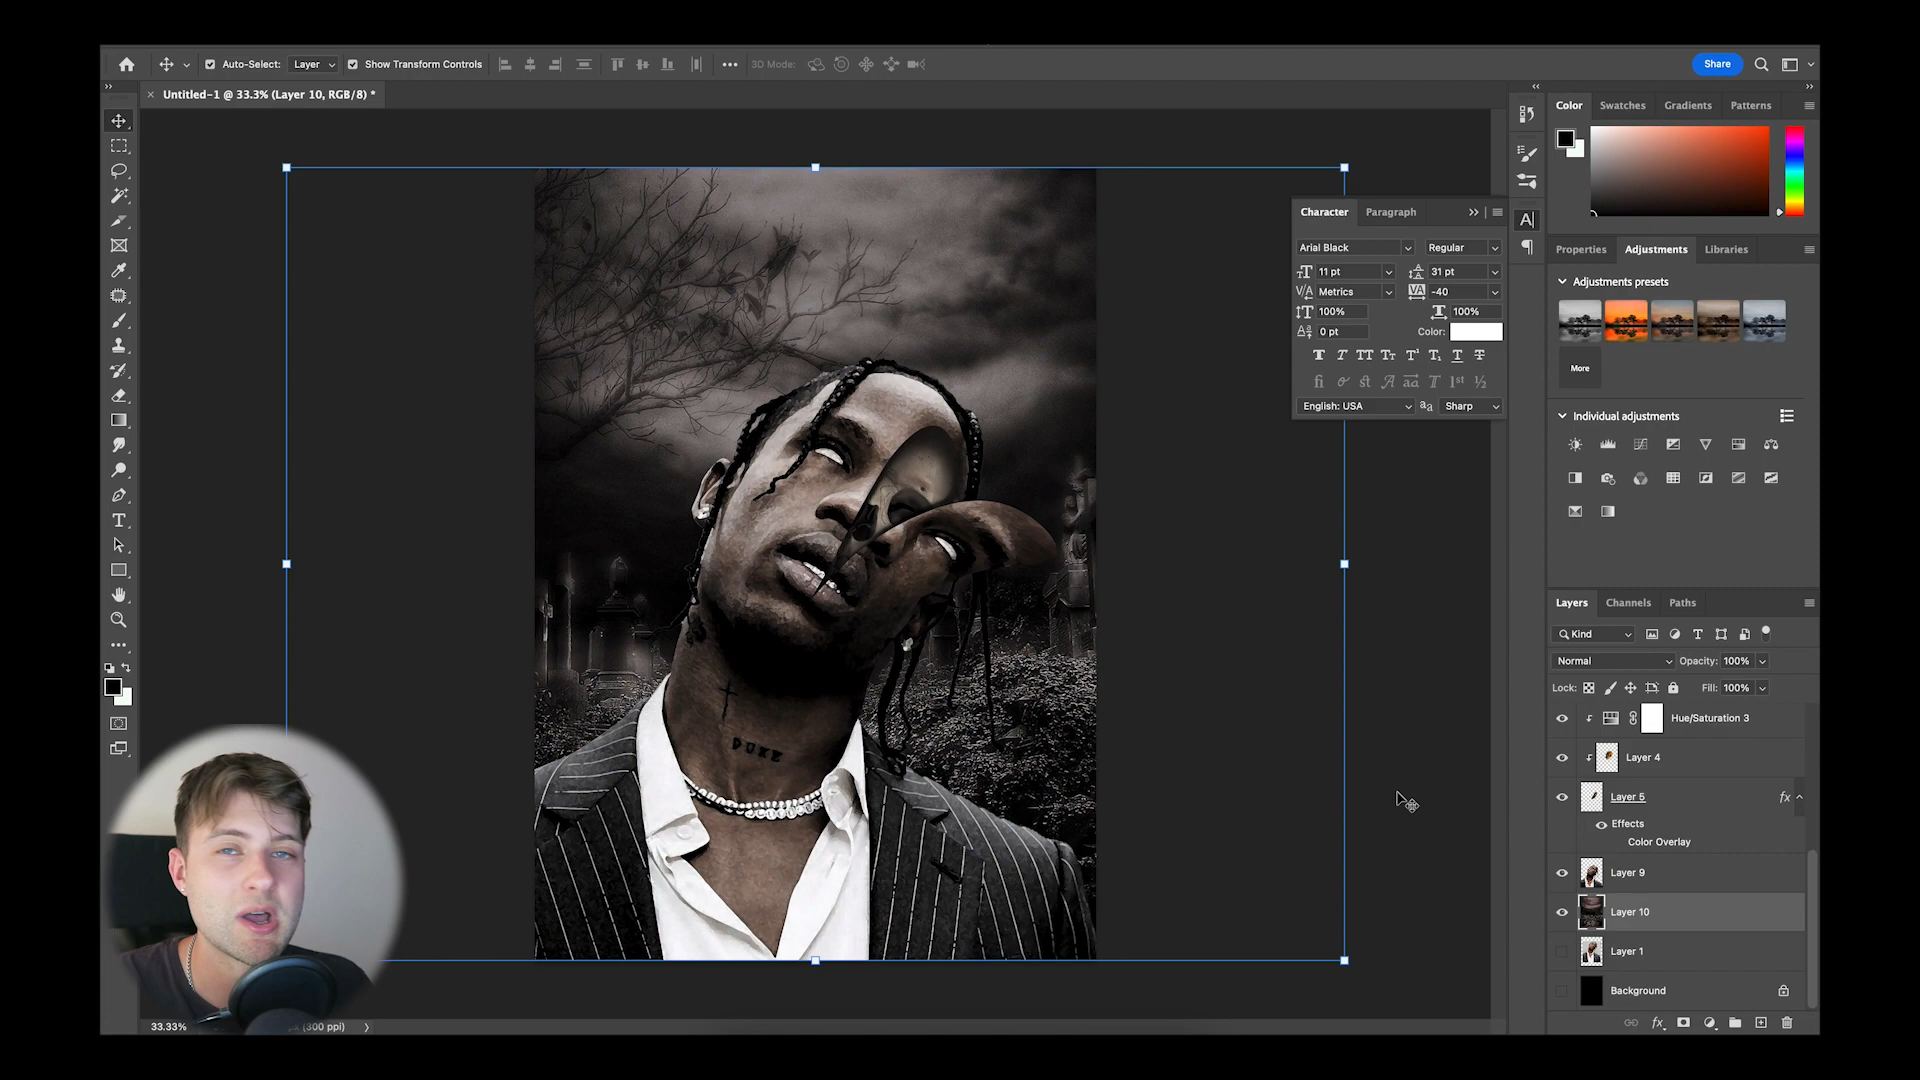 Auto-Select: Layer Show Transform Controls 3D Mode: Share
Untitled-1 @ 33.3% (Layer 10, RGB/8) *
Color Swatches Gradients Patterns
Character Paragraph
Arial Black Regular
11 pt 31 pt
Metrics -40
100% 100%
0 pt Color:
English: USA Sharp
Properties Adjustments Libraries
Adjustments presets
More
Individual adjustments
Layers Channels Paths
Kind
Normal Opacity: 100%
Lock: Fill: 100%
Hue/Saturation 3
Layer 4
Layer 5 fx
Effects
Color Overlay
Layer 9
Layer 10
Layer 1
Background
DUKE
33.33% (300 ppi)